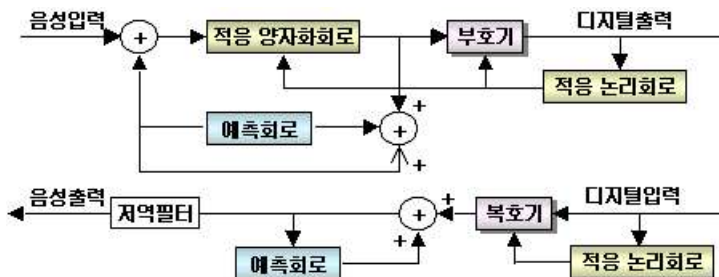 음성입력
+
적응 양자화회로
부호기
디지털출력
적응 논리회로
+
예측회로
+
+
음성출력
지역필터
+
+
복호기
디지털입력
+
예측회로
적응 논리회로